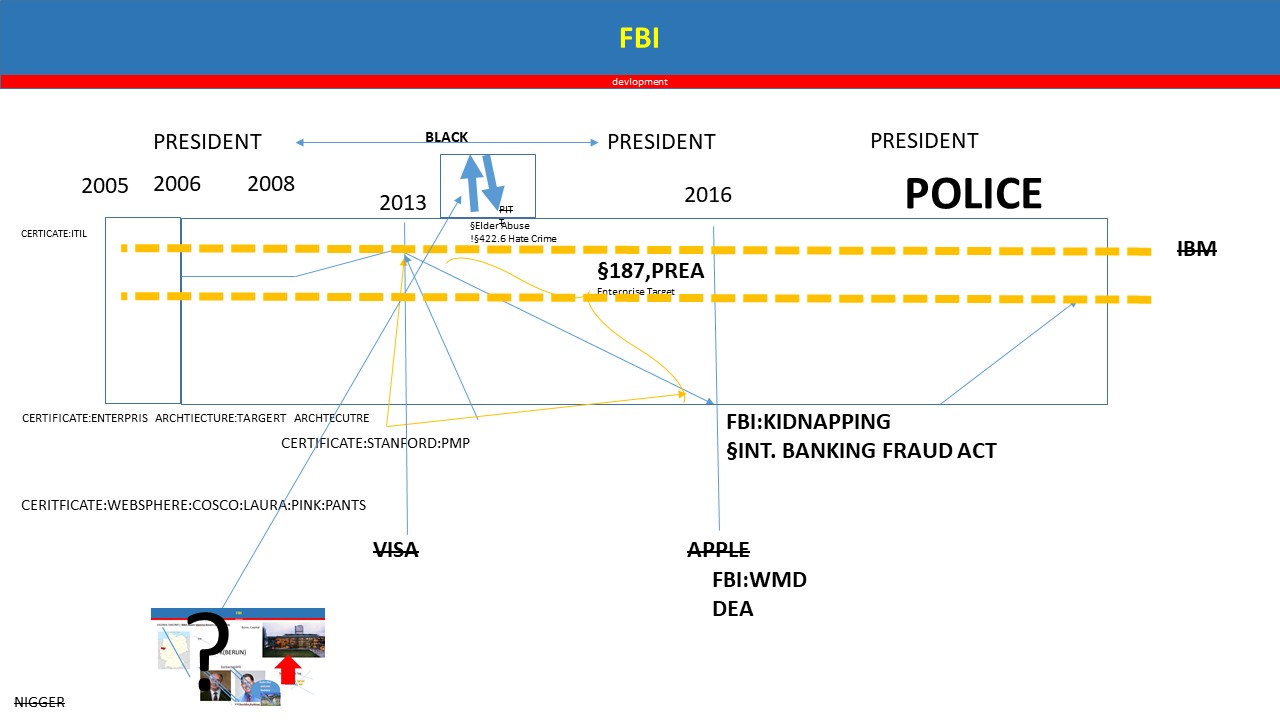 FBI
devlopment
PRESIDENT
BLACK
PRESIDENT
PRESIDENT
2005
2006
2008
2013
2016
POLICE
PIT
T
§Elder Abuse
!§422.6 Hate Crime
CERTICATE:ITIL
IBM
§187,PREA
Enterprise Target
CERTIFICATE:ENTERPRIS ARCHTIECTURE:TARGERT ARCHTECUTRE
FBI:KIDNAPPING
CERTIFICATE:STANFORD:PMP
§INT. BANKING FRAUD ACT
CERITFICATE:WEBSPHERE:COSCO:LAURA:PINK:PANTS
VISA
APPLE
FBI:WMD
DEA
?
(BERLIN)
NIGGER